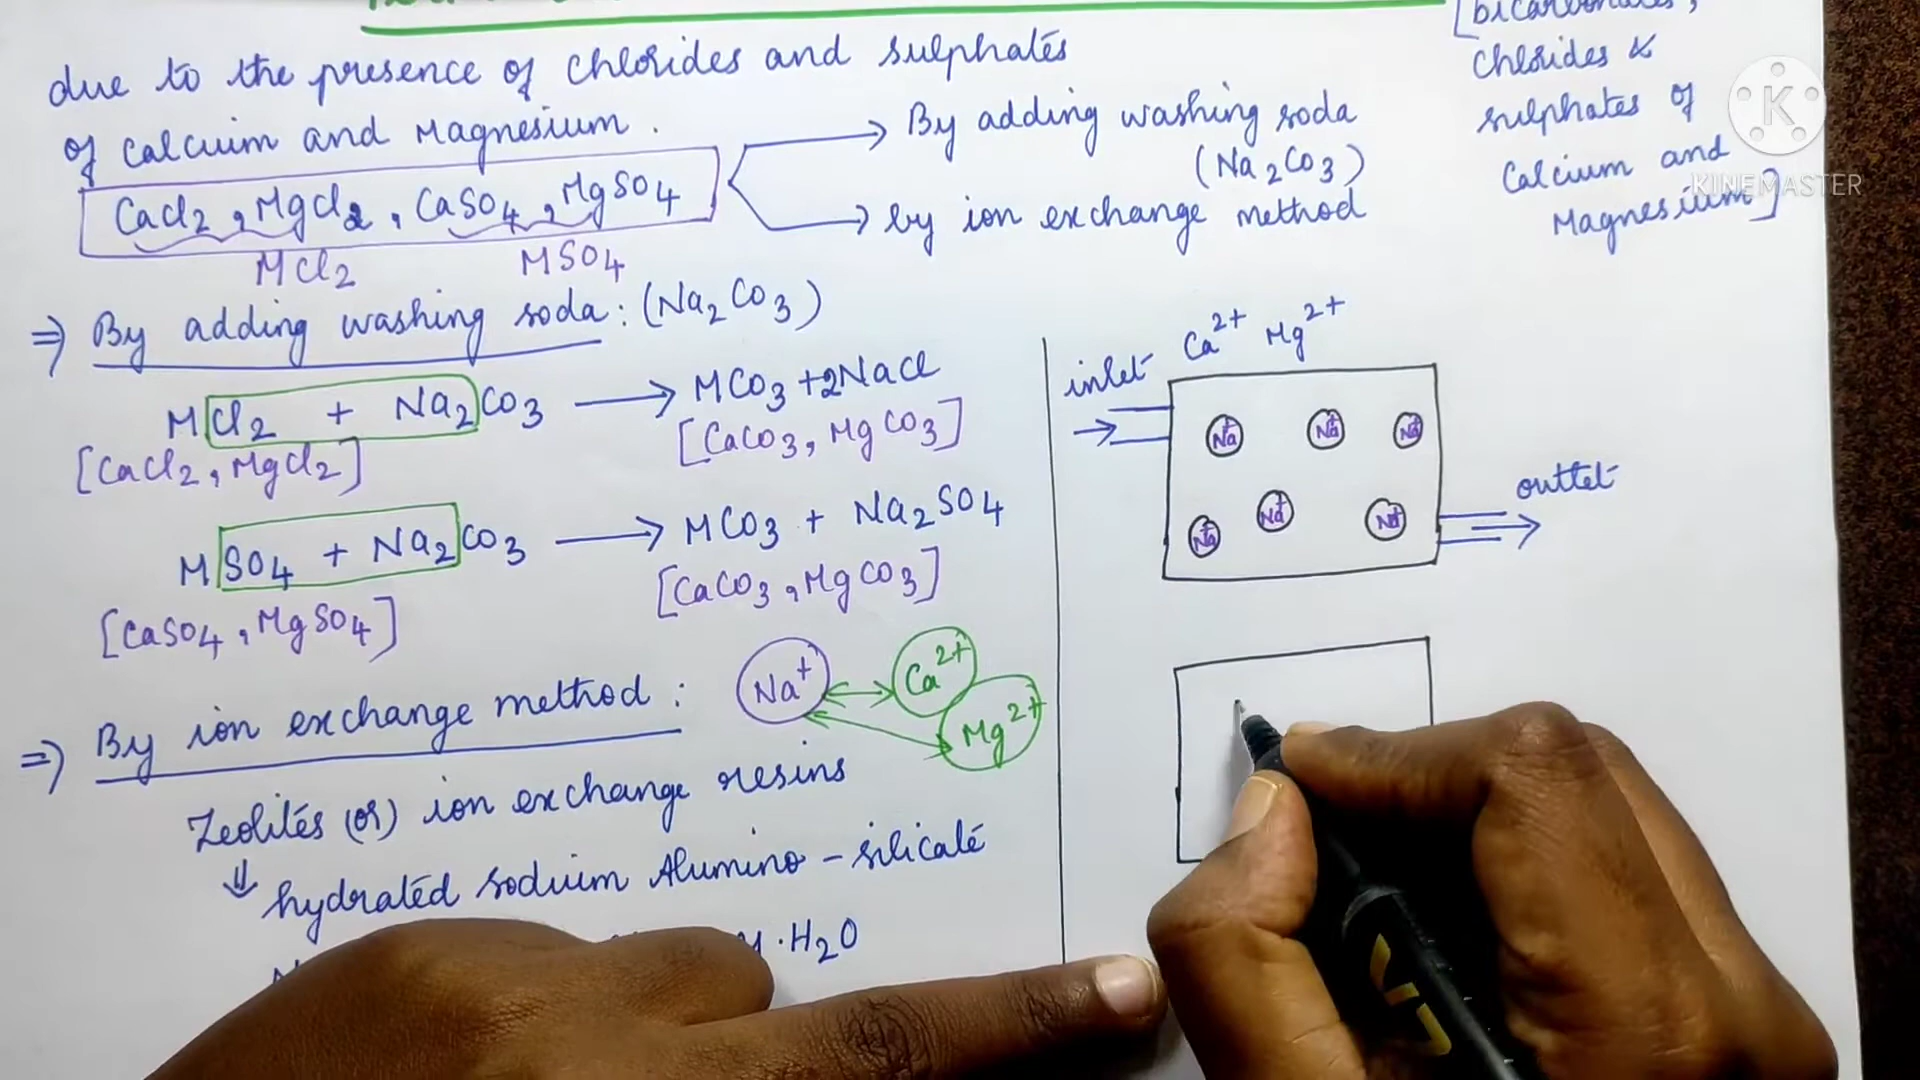 [bicarbonates,
due to the presence of chlorides and sulphates
chlorides &
of calcuim and Magnesium.
sulphates of
Calcium and
Magnesium]
K
KINEMASTER
CaCl2, MgCl2, CaSO4, MgSO4
MCl2 MSO4
→ By adding washing soda
(Na2CO3)
→ by ion exchange method
⇒ By adding washing soda: (Na2CO3)
MCl2 + Na2CO3 → MCO3 + 2NaCl
[CaCl2, MgCl2] [CaCO3, MgCO3]
MSO4 + Na2CO3 → MCO3 + Na2SO4
[CaSO4, MgSO4] [CaCO3, MgCO3]
⇒ By ion exchange method:
Na+ Ca2+
Mg2+
Zeolites (or) ion exchange resins
⇓ hydrated sodium Alumino-silicate
·H2O
inlet Ca2+ Mg2+
Na+ Na+ Na+
Na+ Na+ Na+
outlet